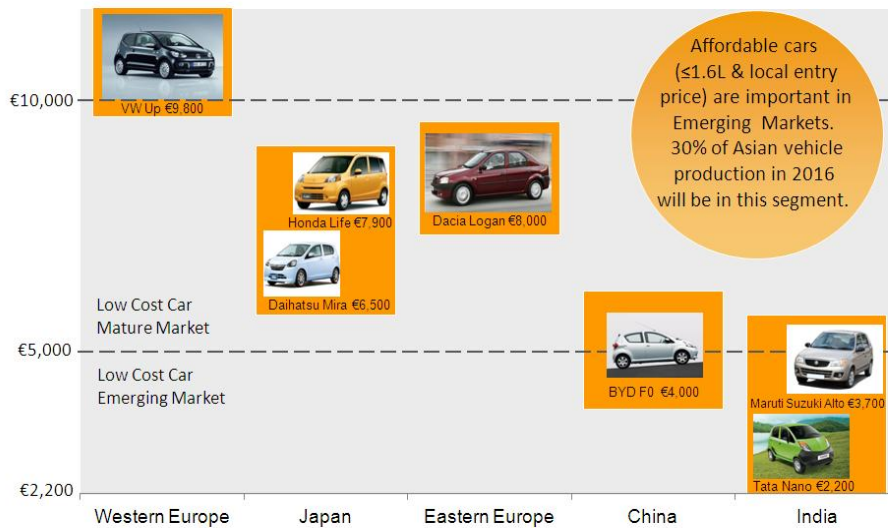 Affordable cars
(≤1.6L & local entry
price) are important in
Emerging Markets.
30% of Asian vehicle
production in 2016
will be in this segment.
€10,000
VW Up €9,800
Honda Life €7,900
Dacia Logan €8,000
Daihatsu Mira €6,500
Low Cost Car
Mature Market
€5,000
Low Cost Car
Emerging Market
BYD F0 €4,000
Maruti Suzuki Alto €3,700
Tata Nano €2,200
€2,200
Western Europe
Japan
Eastern Europe
China
India